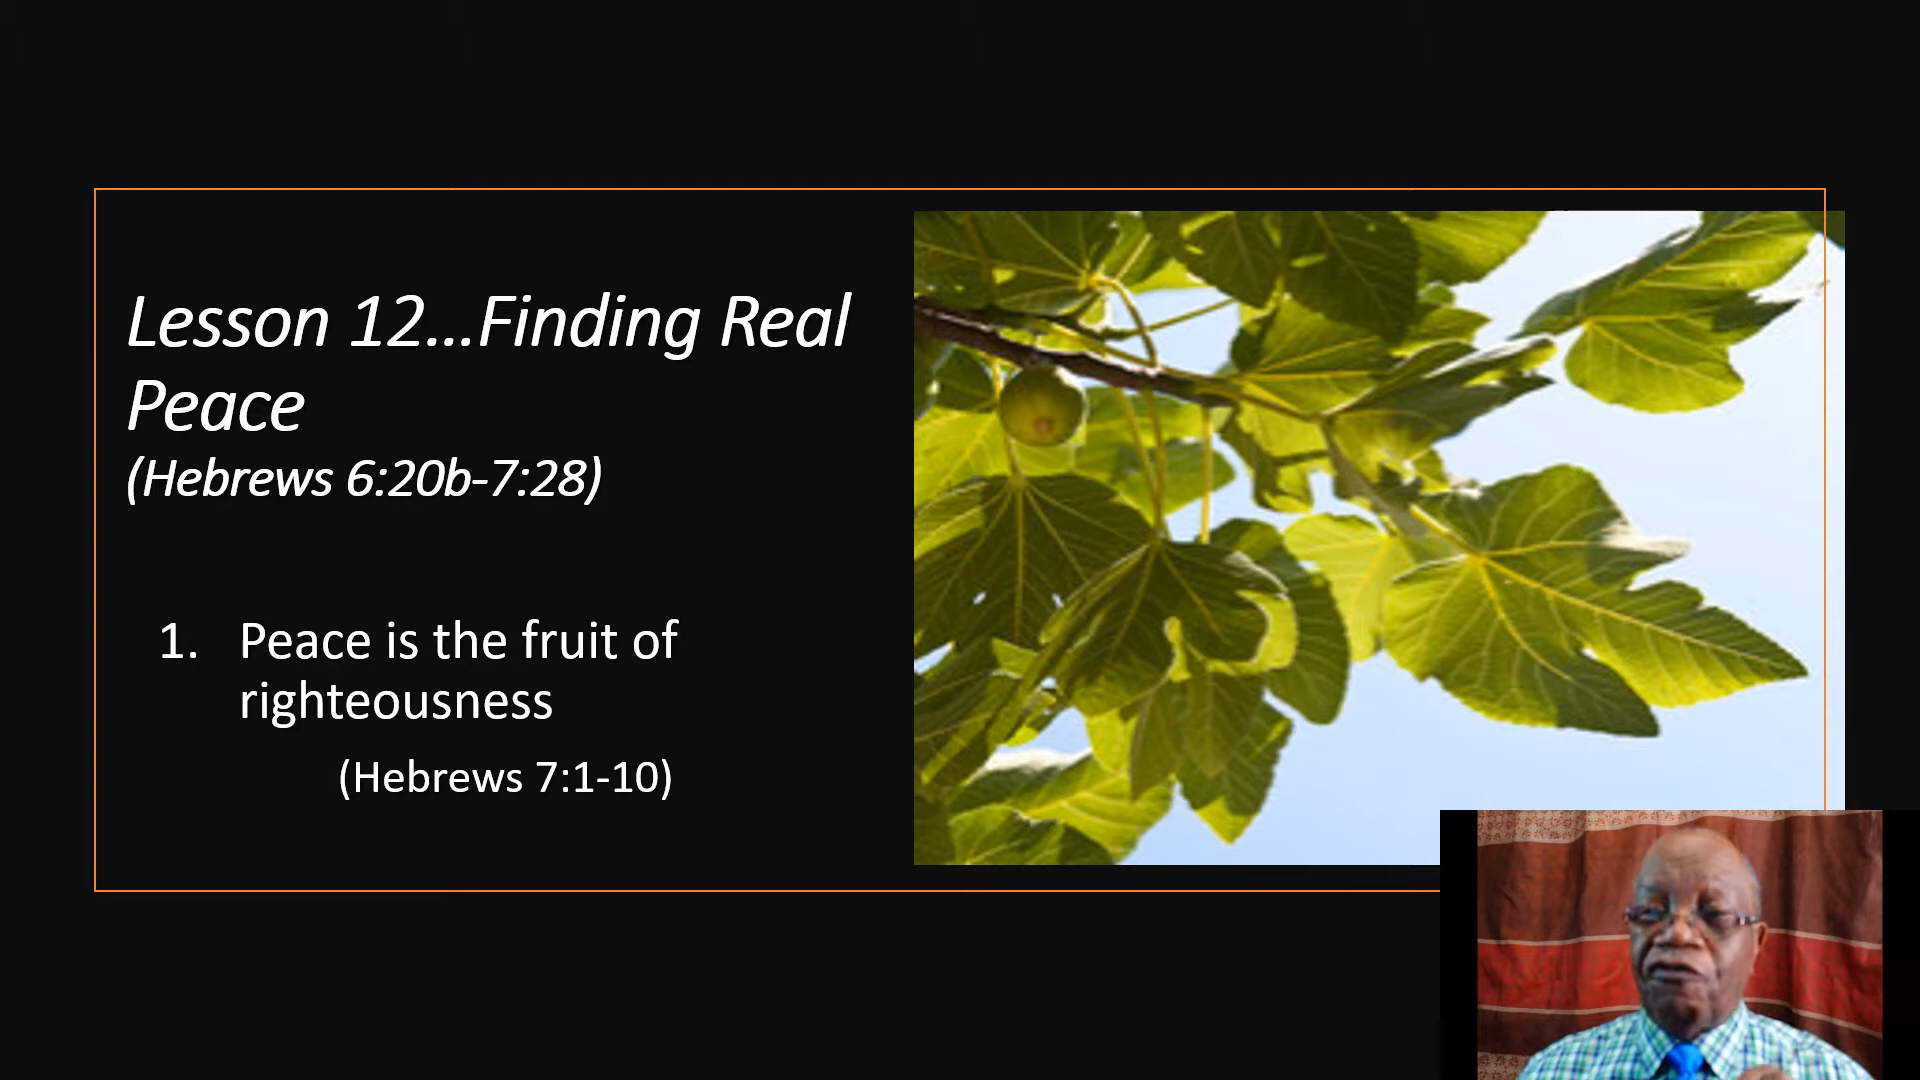 Lesson 12...Finding Real
Peace
(Hebrews 6:20b-7:28)
1. Peace is the fruit of
righteousness
(Hebrews 7:1-10)